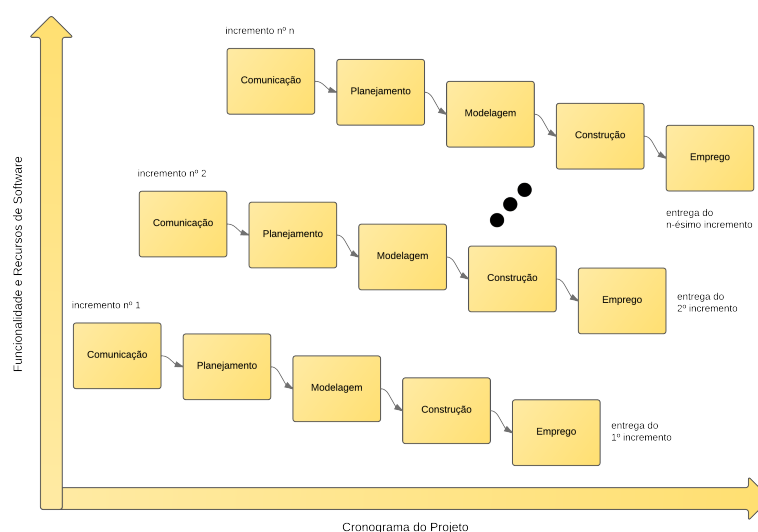 incremento nº n
Comunicação
Planejamento
Modelagem
Construção
Emprego
entrega do
n-ésimo incremento
incremento nº 2
Comunicação
Planejamento
Modelagem
Construção
Emprego
entrega do
2º incremento
incremento nº 1
Comunicação
Planejamento
Modelagem
Construção
Emprego
entrega do
1º incremento
Funcionalidade e Recursos de Software
Cronograma do Projeto